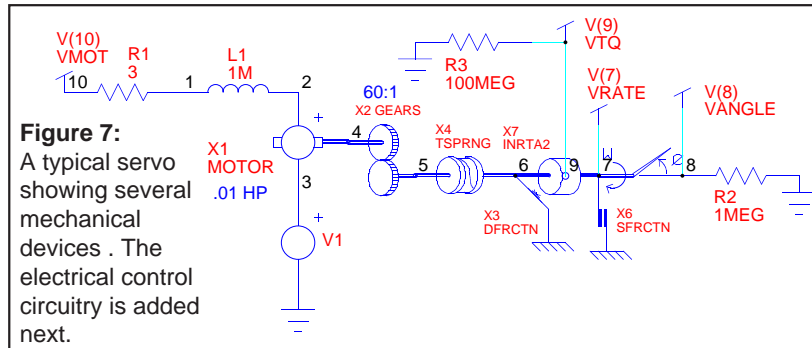 V(10)
VMOT
10
R1
3
1
L1
1M
2
R3
100MEG
V(9)
VTQ
V(7)
VRATE
V(8)
VANGLE
Figure 7:
A typical servo
showing several
mechanical
devices . The
electrical control
circuitry is added
next.
X1
MOTOR
.01 HP
+
3
+
V1
60:1
X2 GEARS
4
5
X4
TSPRNG
X7
INRTA2
6
9
7
8
X3
DFRCTN
X6
SFRCTN
R2
1MEG